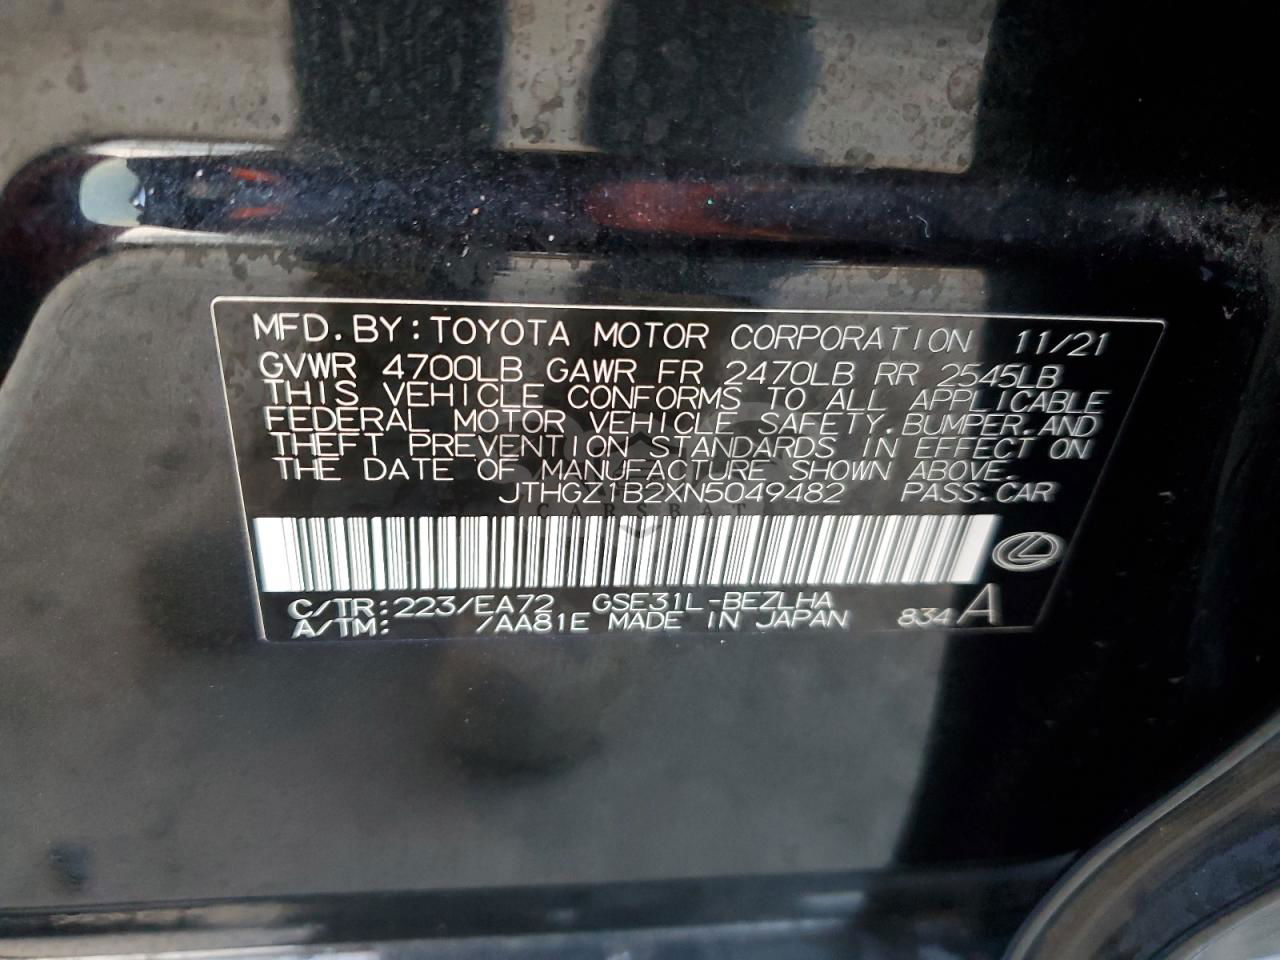 MFD. BY: TOYOTA MOTOR CORPORATION 11/21
GVWR 4700LB GAWR FR 2470LB RR 2545LB
THIS VEHICLE CONFORMS TO ALL APPLICABLE
FEDERAL MOTOR VEHICLE SAFETY, BUMPER, AND
THEFT PREVENTION STANDARDS IN EFFECT ON
THE DATE OF MANUFACTURE SHOWN ABOVE.
JTHGZ1B2XN5049482 PASS. CAR
CARSBAT
C/TR: 223/EA72 GSE31L-BEZLHA
A/TM: /AA81E MADE IN JAPAN 834 A